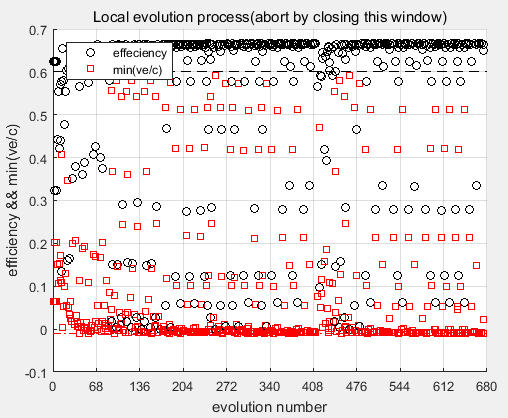 Local evolution process(abort by closing this window)
0.7
0.6
0.5
0.4
0.3
0.2
0.1
0
-0.1
effeciency
min(ve/c)
efficiency && min(ve/c)
0 68 136 204 272 340 408 476 544 612 680
evolution number